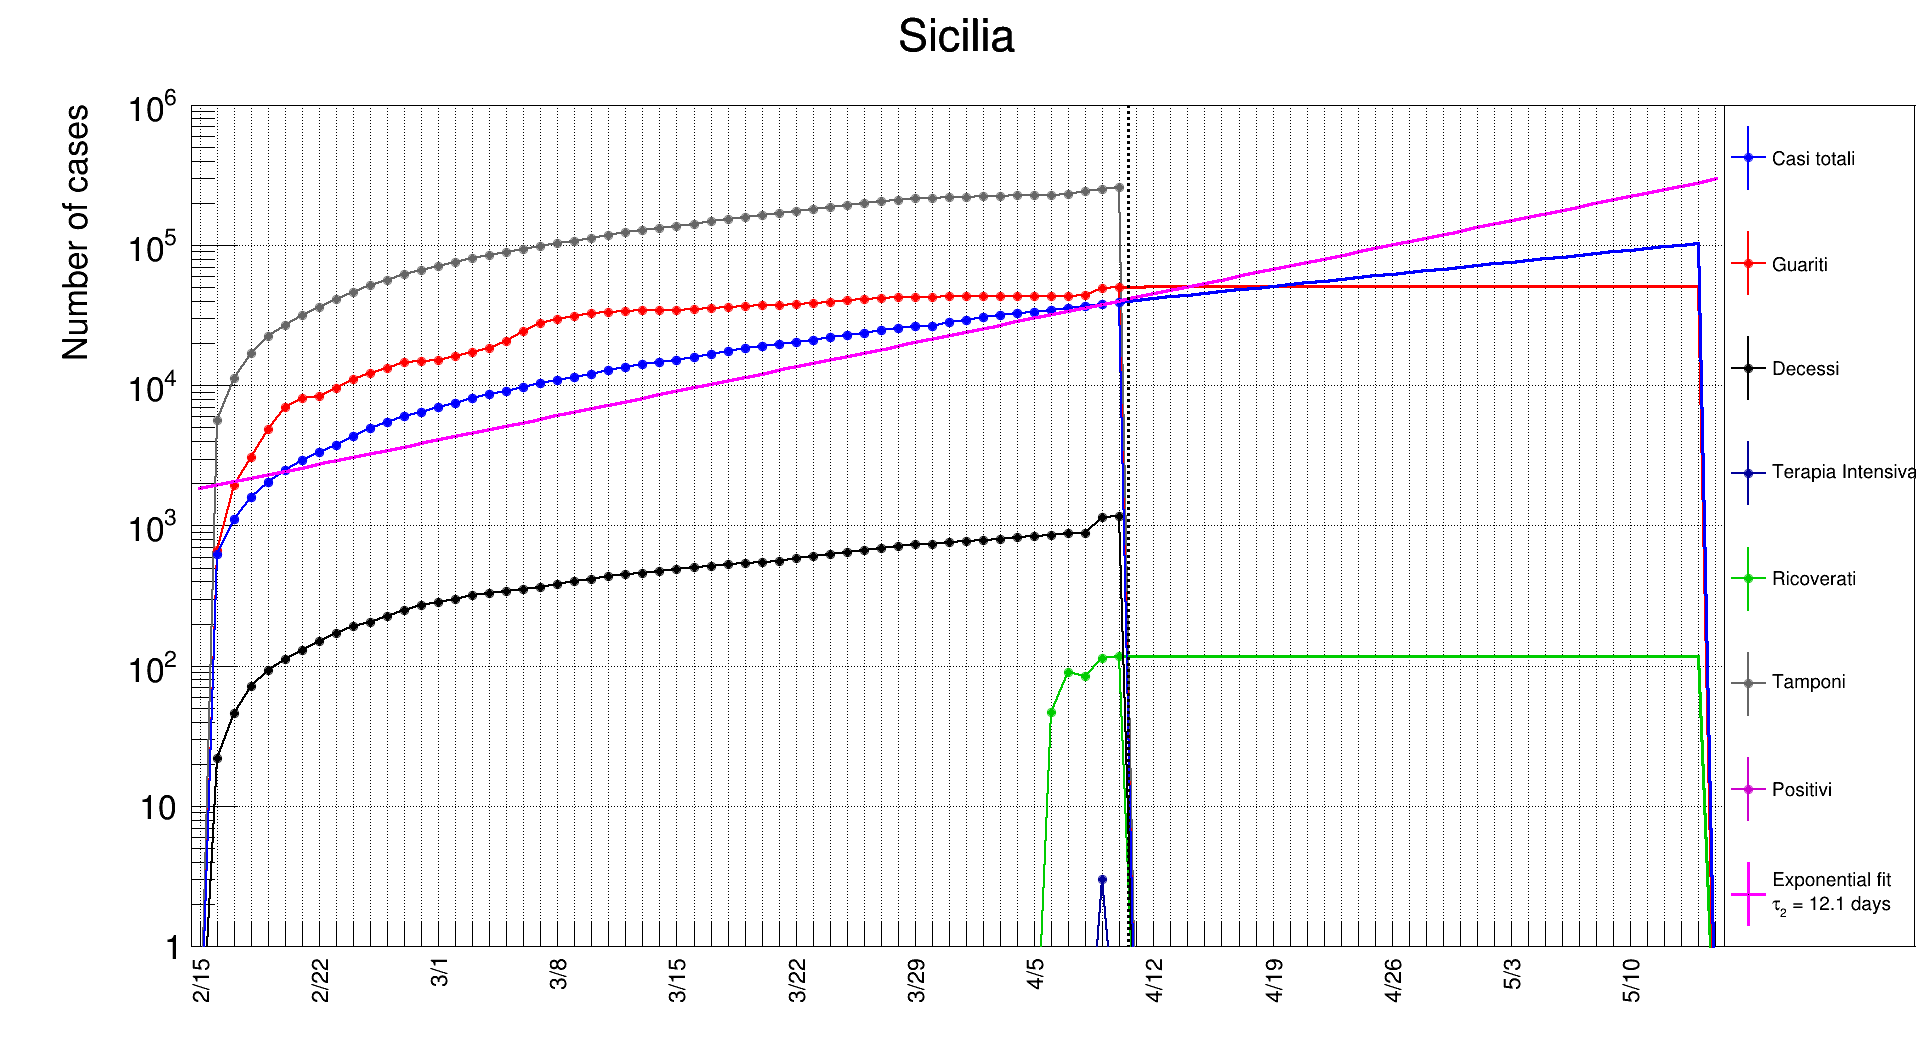 Sicilia
Number of cases
10^6
10^5
10^4
10^3
10^2
10
1
2/15
2/22
3/1
3/8
3/15
3/22
3/29
4/5
4/12
4/19
4/26
5/3
5/10
Casi totali
Guariti
Decessi
Terapia Intensiva
Ricoverati
Tamponi
Positivi
Exponential fit
τ₂ = 12.1 days